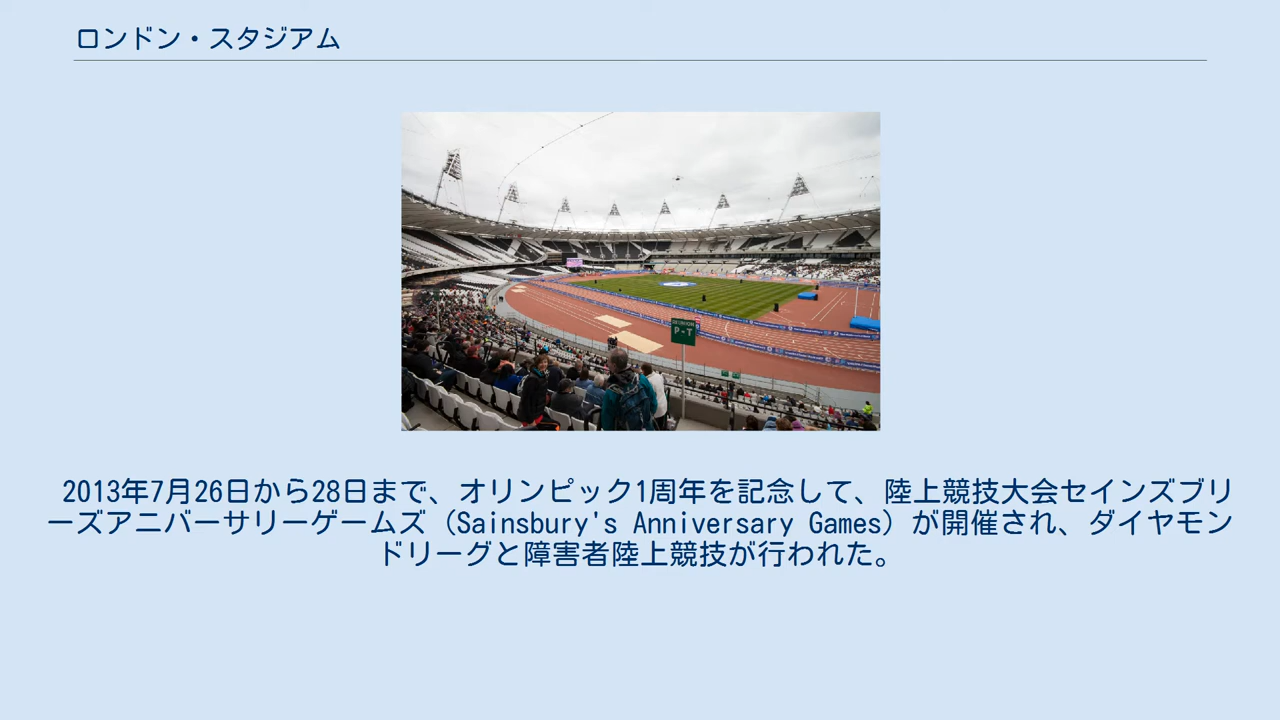 ロンドン・スタジアム
P-T
2013年7月26日から28日まで、オリンピック1周年を記念して、陸上競技大会セインズブリ
ーズアニバーサリーゲームズ（Sainsbury's Anniversary Games）が開催され、ダイヤモン
ドリーグと障害者陸上競技が行われた。